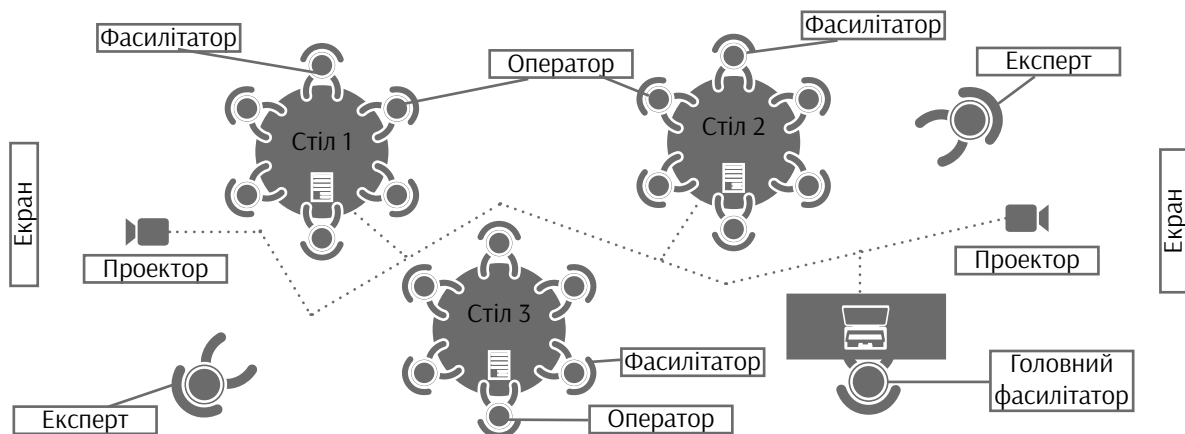 Фасилітатор
Оператор
Фасилітатор
Експерт
Стіл 1
Стіл 2
Екран
Проектор
Проектор
Екран
Стіл 3
Фасилітатор
Головний
фасилітатор
Експерт
Оператор